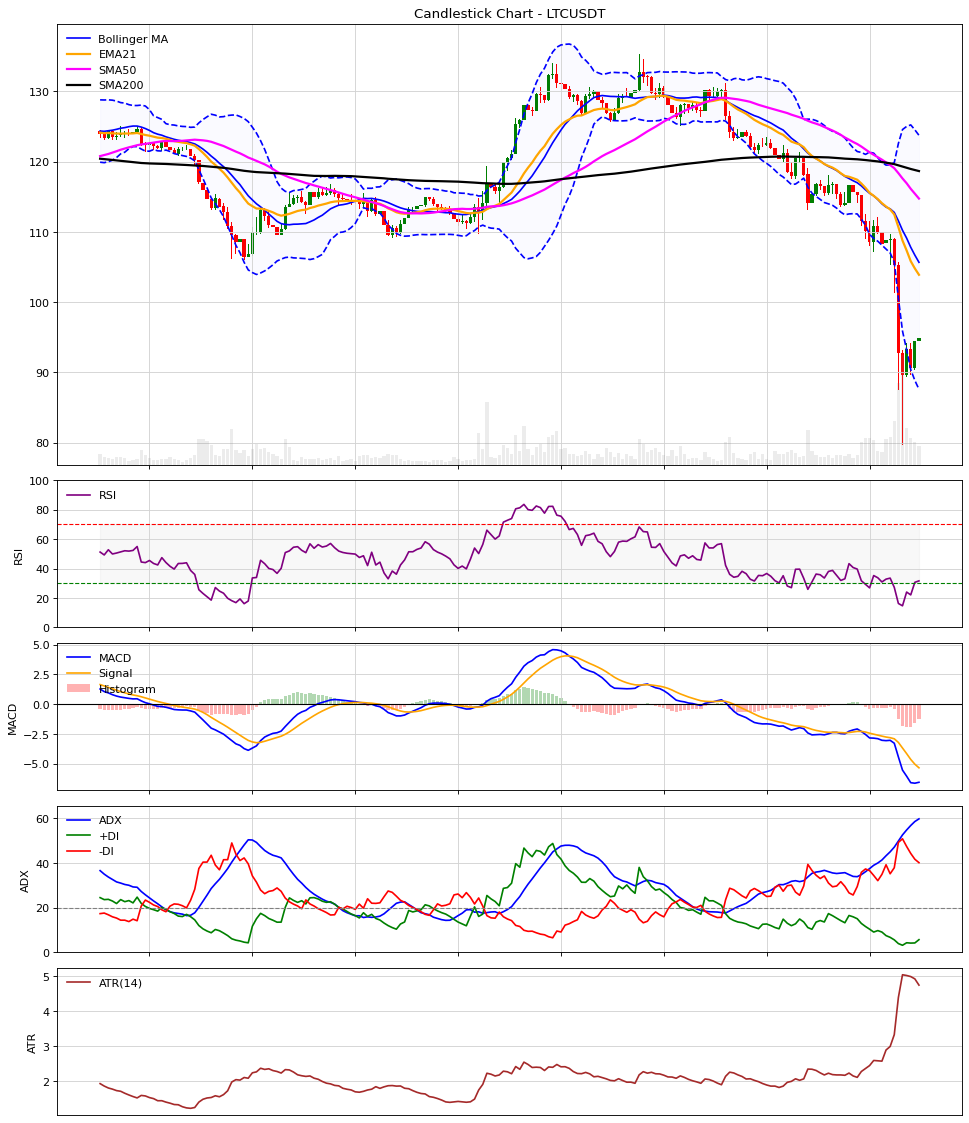 Candlestick Chart - LTCUSDT
Bollinger MA
EMA21
SMA50
SMA200
130
120
110
100
90
80
RSI
100
80
60
40
20
0
RSI
MACD
Signal
Histogram
5.0
2.5
0.0
−2.5
−5.0
MACD
ADX
+DI
-DI
60
40
20
0
ADX
ATR(14)
5
4
3
2
ATR